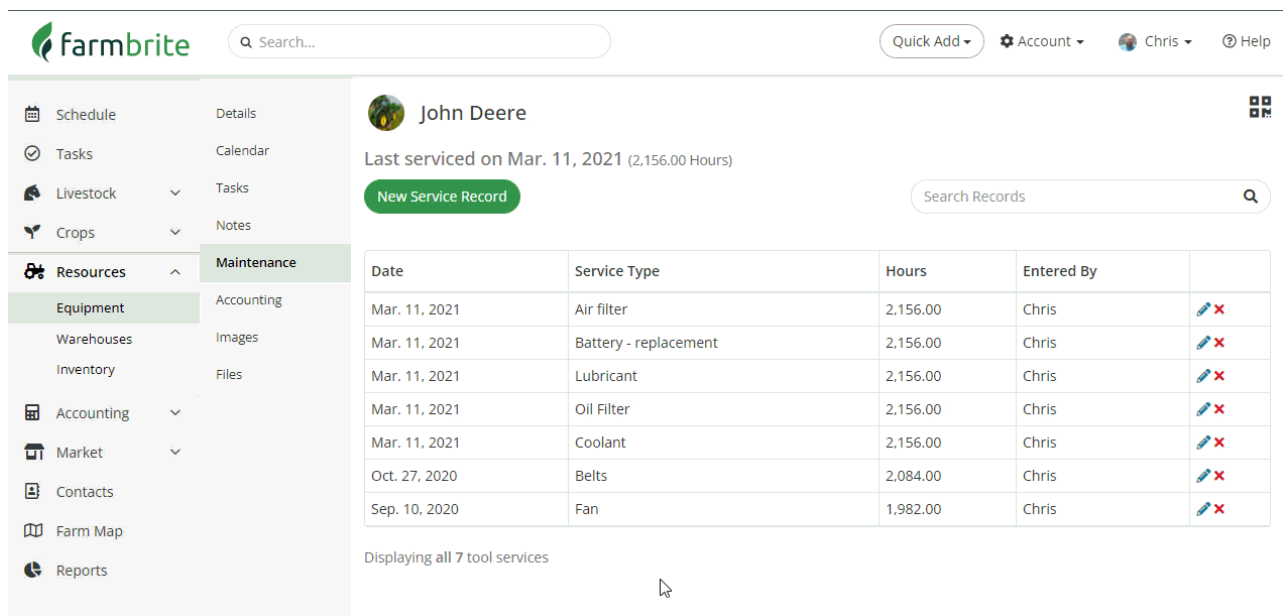 farmbrite
Search...
Quick Add
Account
Chris
Help
Schedule
Tasks
Livestock
Crops
Resources
Equipment
Warehouses
Inventory
Accounting
Market
Contacts
Farm Map
Reports
Details
Calendar
Tasks
Notes
Maintenance
Accounting
Images
Files
John Deere
Last serviced on Mar. 11, 2021 (2,156.00 Hours)
New Service Record
Search Records
Date Service Type Hours Entered By
Mar. 11, 2021 Air filter 2,156.00 Chris
Mar. 11, 2021 Battery - replacement 2,156.00 Chris
Mar. 11, 2021 Lubricant 2,156.00 Chris
Mar. 11, 2021 Oil Filter 2,156.00 Chris
Mar. 11, 2021 Coolant 2,156.00 Chris
Oct. 27, 2020 Belts 2,084.00 Chris
Sep. 10, 2020 Fan 1,982.00 Chris
Displaying all 7 tool services